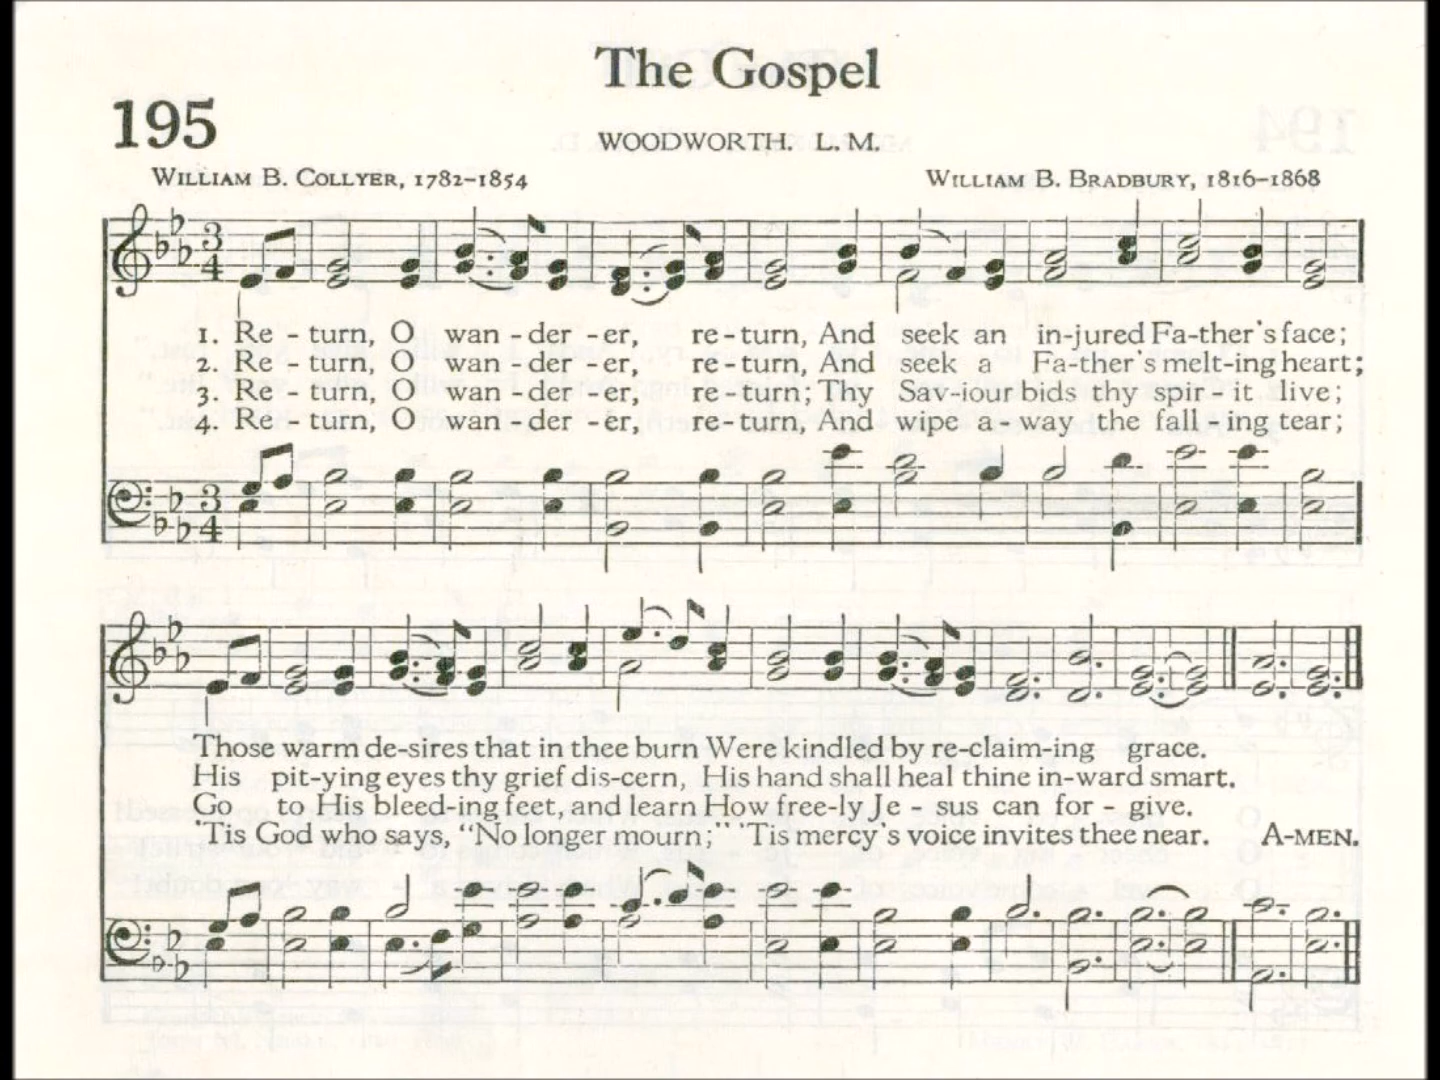 The Gospel
195
WOODWORTH. L. M.
WILLIAM B. COLLYER, 1782–1854
WILLIAM B. BRADBURY, 1816–1868
3
4
1. Re - turn, O wan - der - er, re - turn, And seek an in-jured Fa-ther's face;
2. Re - turn, O wan - der - er, re - turn, And seek a Fa-ther's melt-ing heart;
3. Re - turn, O wan - der - er, re - turn; Thy Sav-iour bids thy spir - it live;
4. Re - turn, O wan - der - er, re - turn, And wipe a - way the fall - ing tear;
3
4
Those warm de-sires that in thee burn Were kindled by re-claim-ing grace.
His pit-ying eyes thy grief dis-cern, His hand shall heal thine in-ward smart.
Go to His bleed-ing feet, and learn How free-ly Je - sus can for - give.
'Tis God who says, “No longer mourn;” 'Tis mercy's voice invites thee near. A-MEN.